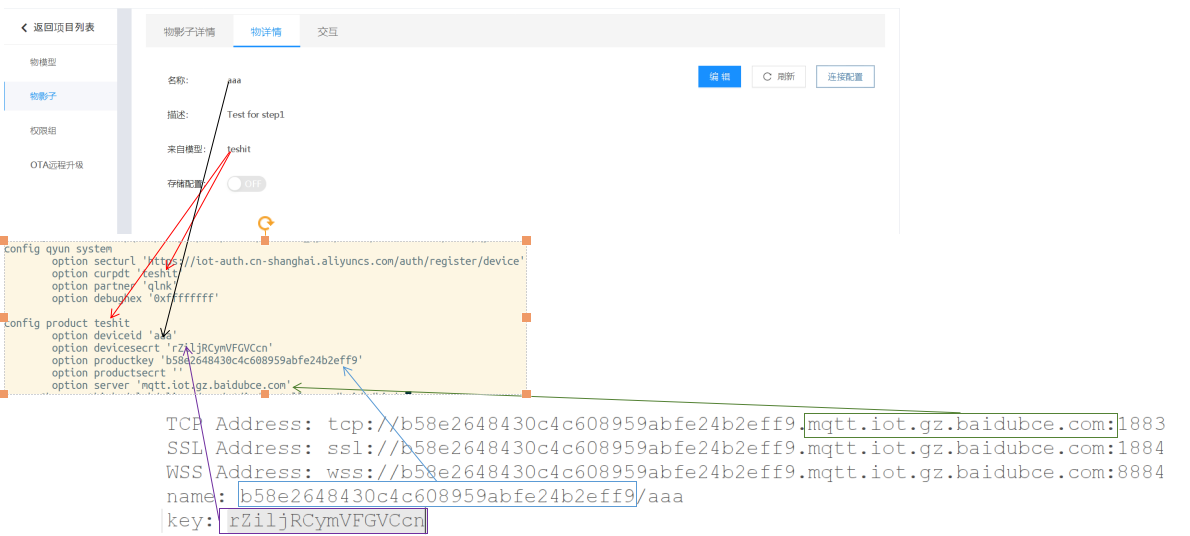 返回项目列表
物模型
物影子
权限组
OTA远程升级
物影子详情 物详情 交互
名称: aaa
编 辑 刷新 连接配置
描述: Test for step1
来自模型: teshit
存储配置: OFF
config qyun system
option secturl 'https://iot-auth.cn-shanghai.aliyuncs.com/auth/register/device'
option curpdt 'teshit'
option partner 'qlnk'
option debughex '0xffffffff'
config product teshit
option deviceid 'aaa'
option devicesecrt 'rZiljRCymVFGVCcn'
option productkey 'b58e2648430c4c608959abfe24b2eff9'
option productsecrt ''
option server 'mqtt.iot.gz.baidubce.com'
TCP Address: tcp://b58e2648430c4c608959abfe24b2eff9.mqtt.iot.gz.baidubce.com:1883
SSL Address: ssl://b58e2648430c4c608959abfe24b2eff9.mqtt.iot.gz.baidubce.com:1884
WSS Address: wss://b58e2648430c4c608959abfe24b2eff9.mqtt.iot.gz.baidubce.com:8884
name: b58e2648430c4c608959abfe24b2eff9/aaa
key: rZiljRCymVFGVCcn